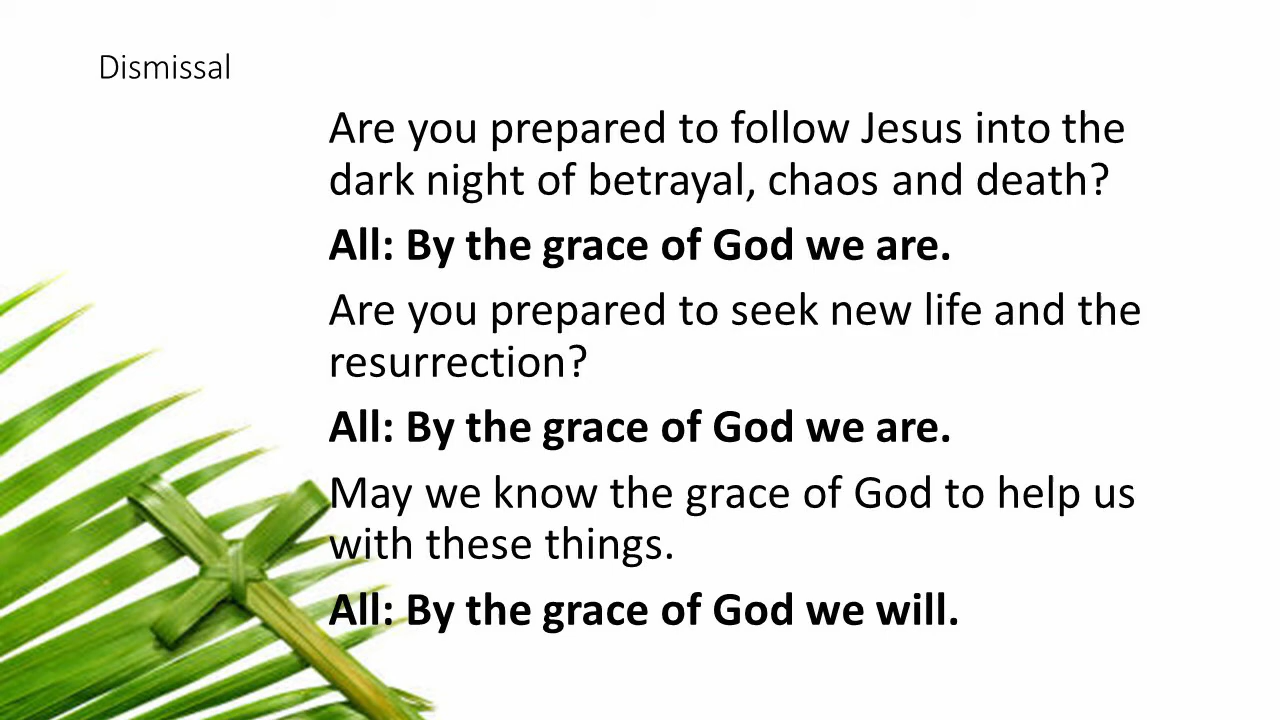 Dismissal
Are you prepared to follow Jesus into the
dark night of betrayal, chaos and death?
All: By the grace of God we are.
Are you prepared to seek new life and the
resurrection?
All: By the grace of God we are.
May we know the grace of God to help us
with these things.
All: By the grace of God we will.